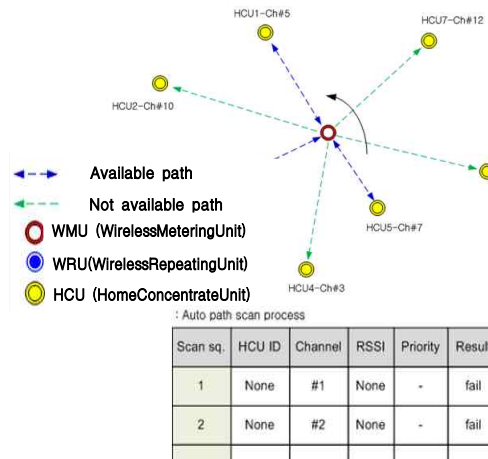 HCU1-Ch#5
HCU7-Ch#12
HCU2-Ch#10
Available path
Not available path
HCU5-Ch#7
WMU (WirelessMeteringUnit)
WRU(WirelessRepeatingUnit)
HCU4-Ch#3
HCU (HomeConcentrateUnit)
: Auto path scan process
Scan sq. HCU ID Channel RSSI Priority Result
1 None #1 None - fail
2 None #2 None - fail